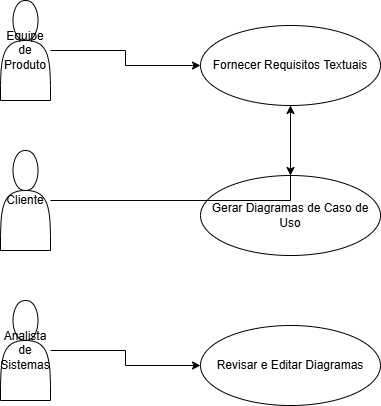 Equipe
de
Produto
Fornecer Requisitos Textuais
Cliente
Gerar Diagramas de Caso de
Uso
Analista
de
Sistemas
Revisar e Editar Diagramas